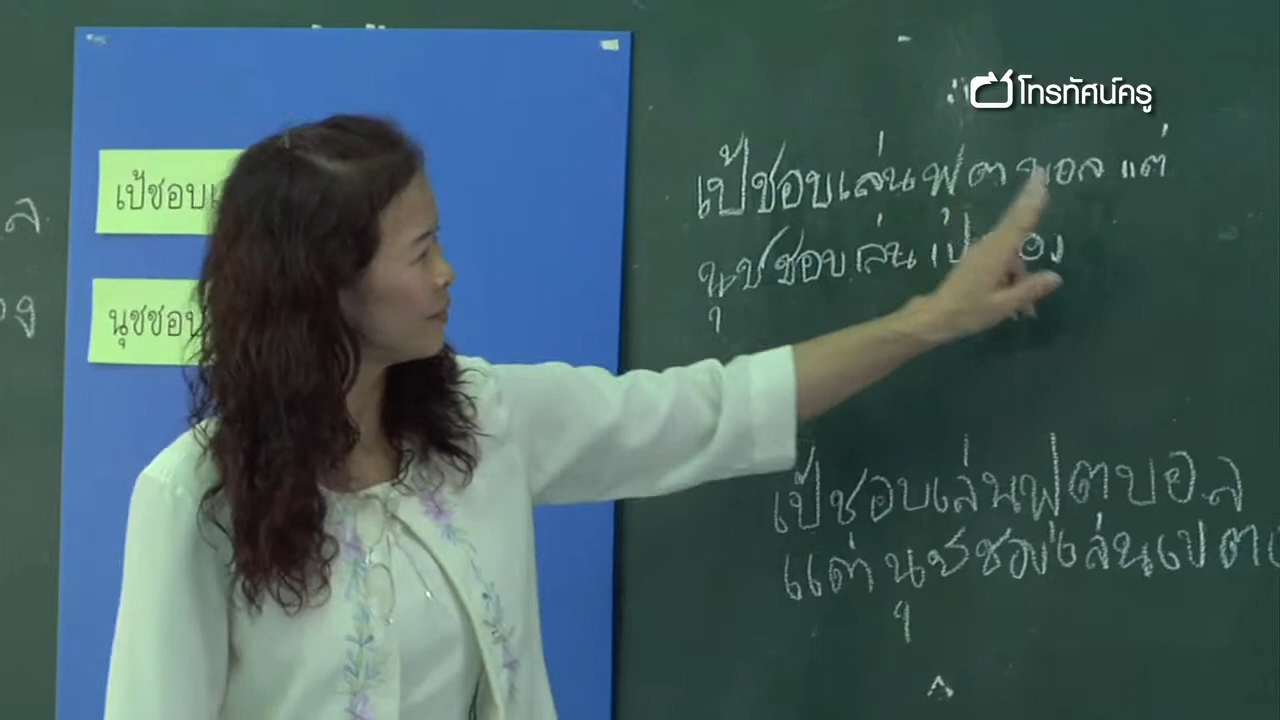 โทรทัศน์ครู
ล
อง
เป้ชอบเ
นุชชอบ
เป้ชอบเล่นฟุตบอล แต่
นุชชอบเล่น
เป้ชอบเล่นฟุตบอล
แต่นุชชอบเล่นเปตอ